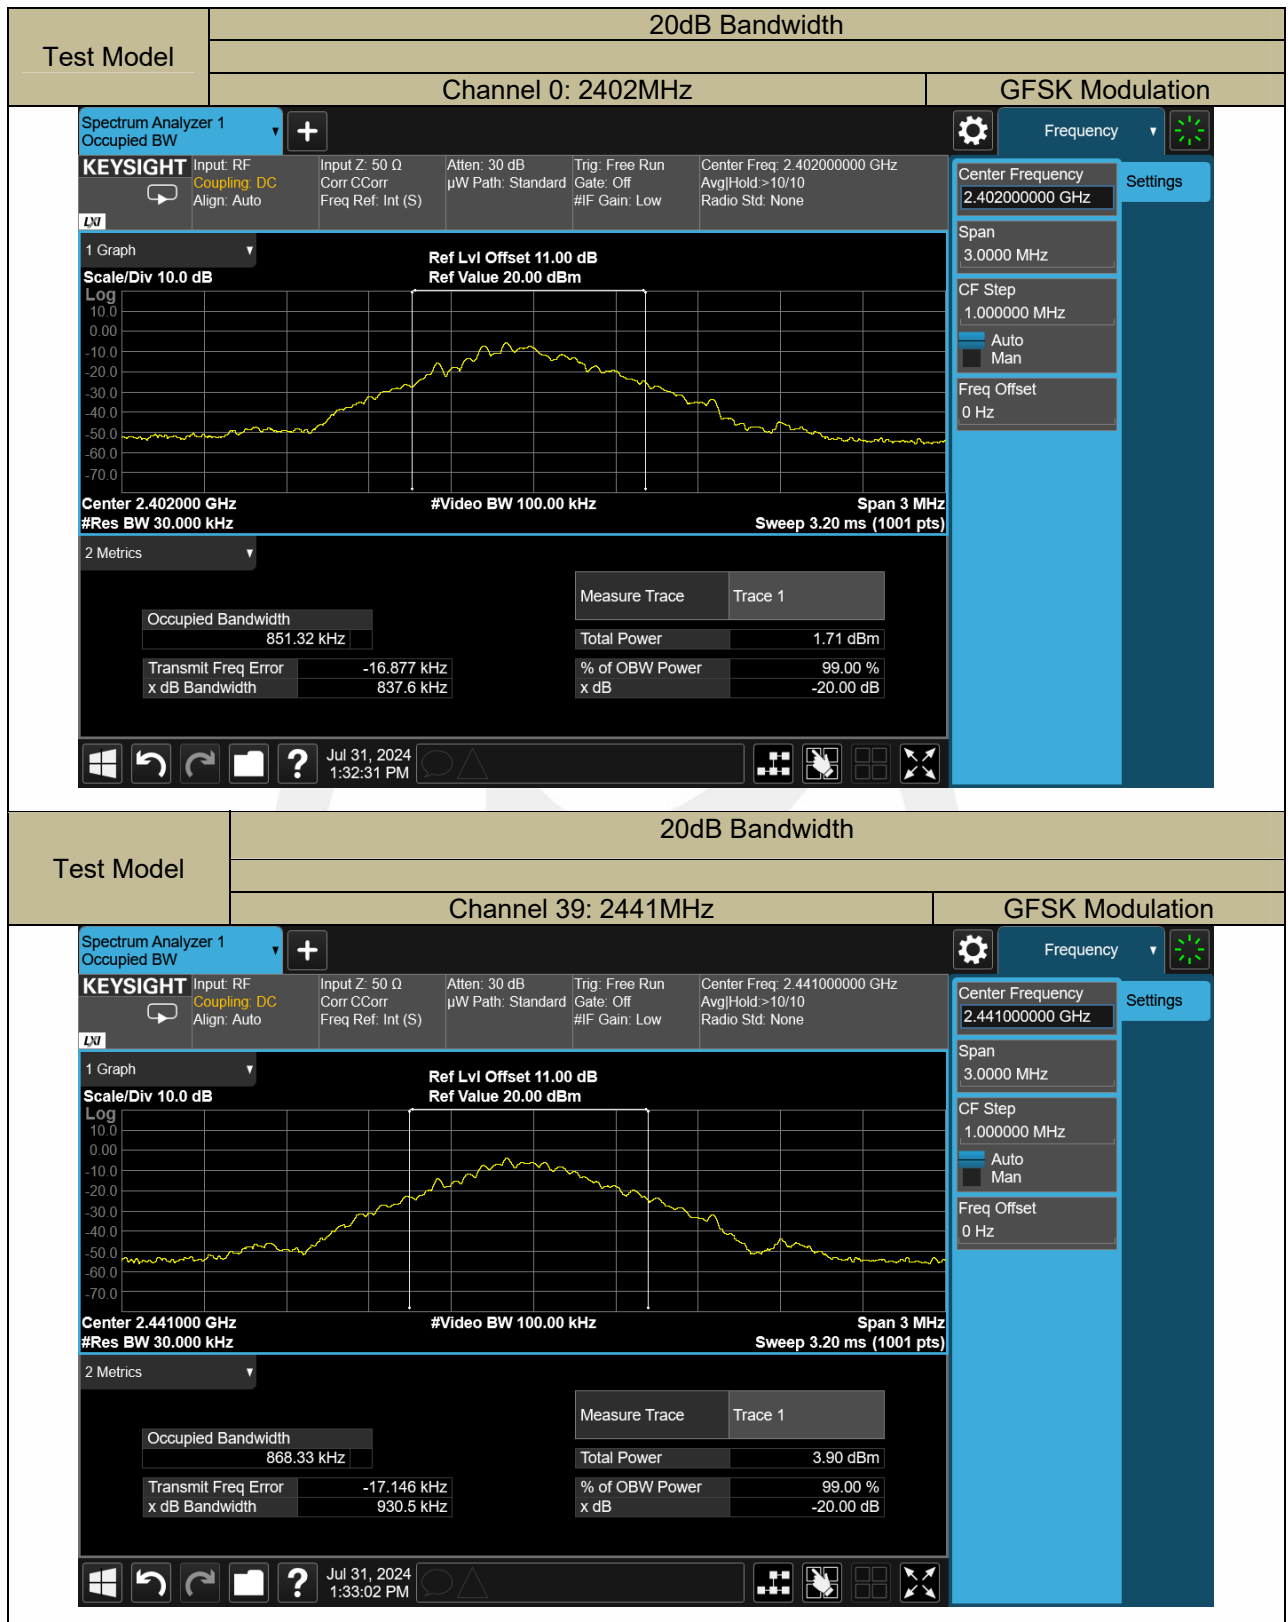 20dB Bandwidth
Test Model
Channel 0: 2402MHz GFSK Modulation
Spectrum Analyzer 1
Occupied BW
+
Frequency
KEYSIGHT Input: RF Input Z: 50 Ω Atten: 30 dB Trig: Free Run Center Freq: 2.402000000 GHz
Coupling: DC Corr CCorr µW Path: Standard Gate: Off Avg|Hold:>10/10
Align: Auto Freq Ref: Int (S) #IF Gain: Low Radio Std: None
LXI
Center Frequency
2.402000000 GHz
Settings
Span
3.0000 MHz
CF Step
1.000000 MHz
Auto
Man
Freq Offset
0 Hz
1 Graph
Ref Lvl Offset 11.00 dB
Scale/Div 10.0 dB Ref Value 20.00 dBm
Log
10.0
0.00
-10.0
-20.0
-30.0
-40.0
-50.0
-60.0
-70.0
Center 2.402000 GHz #Video BW 100.00 kHz Span 3 MHz
#Res BW 30.000 kHz Sweep 3.20 ms (1001 pts)
2 Metrics
Measure Trace Trace 1
Occupied Bandwidth
851.32 kHz
Total Power 1.71 dBm
Transmit Freq Error -16.877 kHz % of OBW Power 99.00 %
x dB Bandwidth 837.6 kHz x dB -20.00 dB
?
Jul 31, 2024
1:32:31 PM
20dB Bandwidth
Test Model
Channel 39: 2441MHz GFSK Modulation
Spectrum Analyzer 1
Occupied BW
+
Frequency
KEYSIGHT Input: RF Input Z: 50 Ω Atten: 30 dB Trig: Free Run Center Freq: 2.441000000 GHz
Coupling: DC Corr CCorr µW Path: Standard Gate: Off Avg|Hold:>10/10
Align: Auto Freq Ref: Int (S) #IF Gain: Low Radio Std: None
LXI
Center Frequency
2.441000000 GHz
Settings
Span
3.0000 MHz
CF Step
1.000000 MHz
Auto
Man
Freq Offset
0 Hz
1 Graph
Ref Lvl Offset 11.00 dB
Scale/Div 10.0 dB Ref Value 20.00 dBm
Log
10.0
0.00
-10.0
-20.0
-30.0
-40.0
-50.0
-60.0
-70.0
Center 2.441000 GHz #Video BW 100.00 kHz Span 3 MHz
#Res BW 30.000 kHz Sweep 3.20 ms (1001 pts)
2 Metrics
Measure Trace Trace 1
Occupied Bandwidth
868.33 kHz
Total Power 3.90 dBm
Transmit Freq Error -17.146 kHz % of OBW Power 99.00 %
x dB Bandwidth 930.5 kHz x dB -20.00 dB
?
Jul 31, 2024
1:33:02 PM